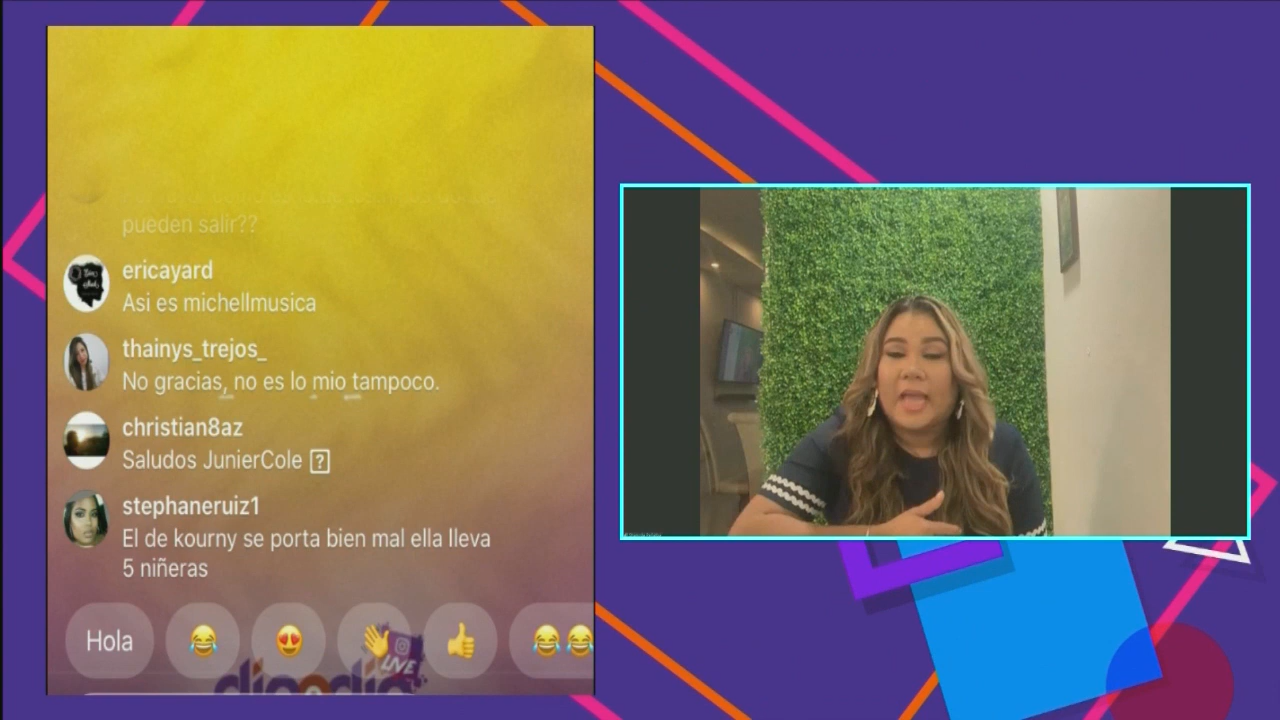 pueden salir??
ericayard
Asi es michellmusica
thainys_trejos_
No gracias, no es lo mio tampoco.
christian8az
Saludos JunierCole
stephaneruiz1
El de kourny se porta bien mal ella lleva
5 niñeras
Hola
LIVE